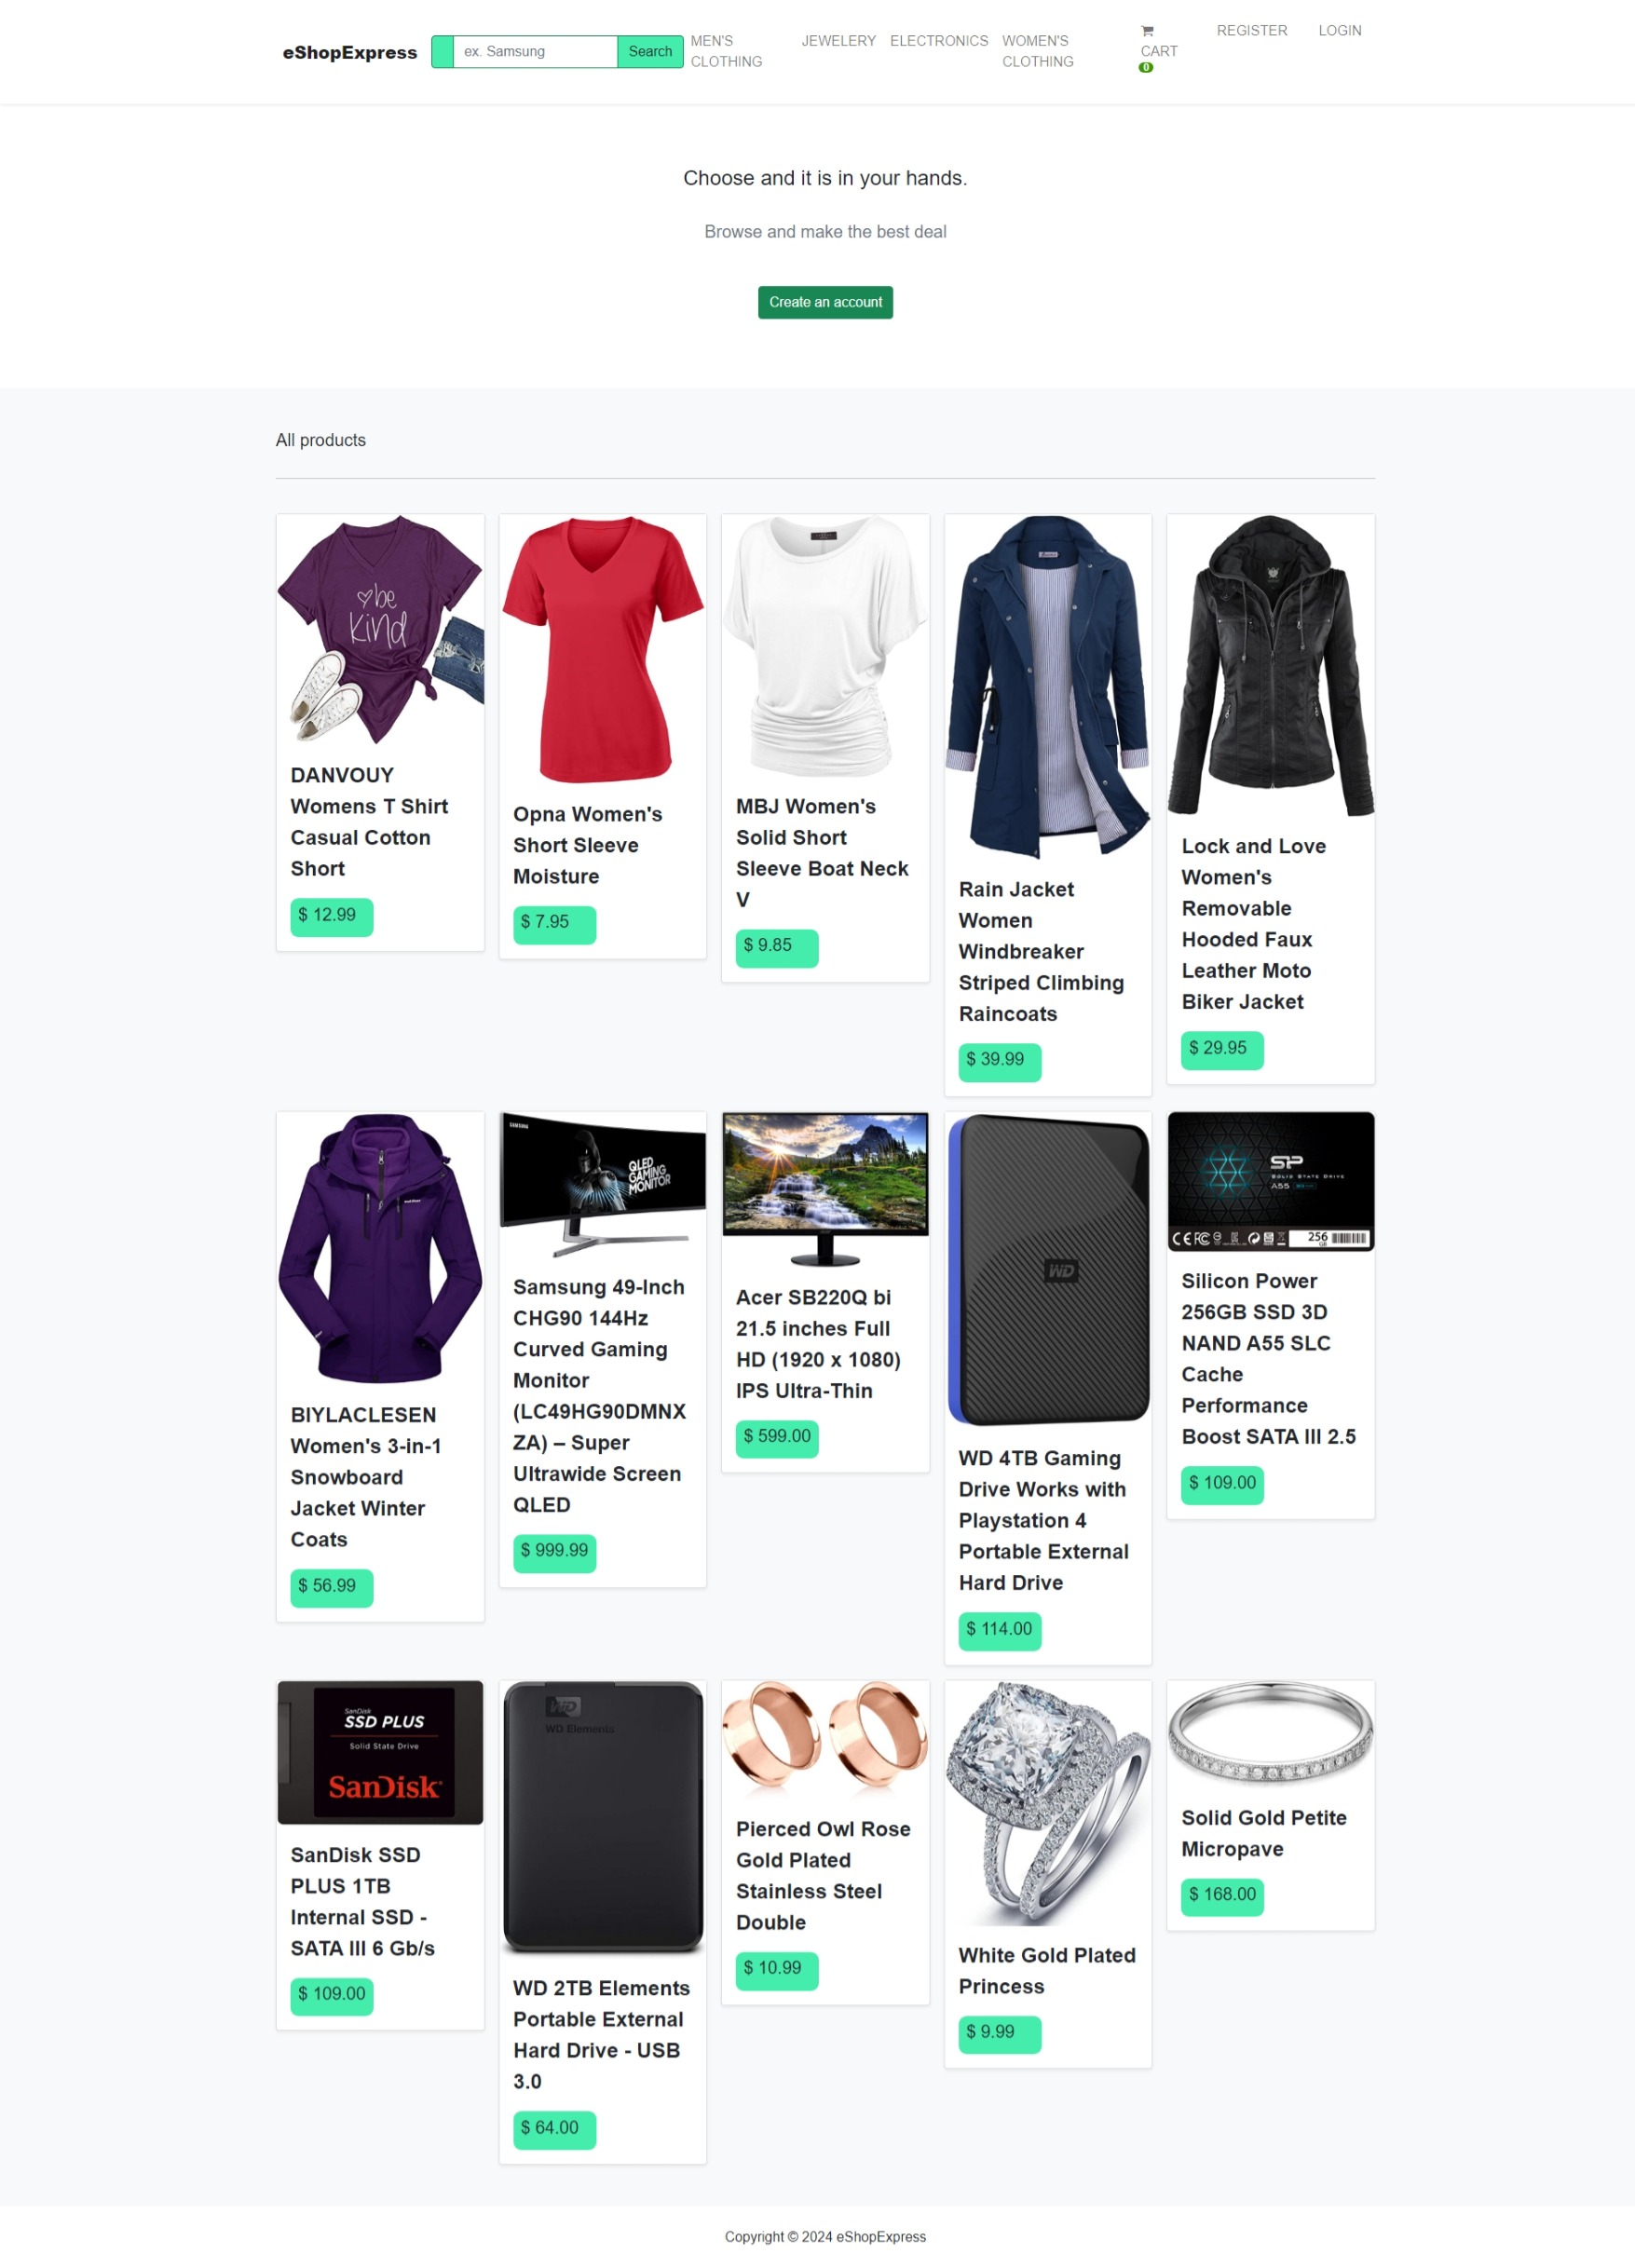 eShopExpress
ex. Samsung
Search
MEN'S
CLOTHING
JEWELERY
ELECTRONICS
WOMEN'S
CLOTHING
CART
0
REGISTER
LOGIN
Choose and it is in your hands.
Browse and make the best deal
Create an account
All products
be
Kind
DANVOUY
Womens T Shirt
Casual Cotton
Short
$ 12.99
Opna Women's
Short Sleeve
Moisture
$ 7.95
MBJ Women's
Solid Short
Sleeve Boat Neck
V
$ 9.85
Rain Jacket
Women
Windbreaker
Striped Climbing
Raincoats
$ 39.99
Lock and Love
Women's
Removable
Hooded Faux
Leather Moto
Biker Jacket
$ 29.95
BIYLACLESEN
Women's 3-in-1
Snowboard
Jacket Winter
Coats
$ 56.99
SAMSUNG
QLED
GAMING
MONITOR
Samsung 49-Inch
CHG90 144Hz
Curved Gaming
Monitor
(LC49HG90DMNX
ZA) – Super
Ultrawide Screen
QLED
$ 999.99
Acer SB220Q bi
21.5 inches Full
HD (1920 x 1080)
IPS Ultra-Thin
$ 599.00
WD
WD 4TB Gaming
Drive Works with
Playstation 4
Portable External
Hard Drive
$ 114.00
SP
SOLID STATE DRIVE
A55
256
GB
Silicon Power
256GB SSD 3D
NAND A55 SLC
Cache
Performance
Boost SATA III 2.5
$ 109.00
SanDisk
SSD PLUS
Solid State Drive
SanDisk
SanDisk SSD
PLUS 1TB
Internal SSD -
SATA III 6 Gb/s
$ 109.00
WD
WD Elements
WD 2TB Elements
Portable External
Hard Drive - USB
3.0
$ 64.00
Pierced Owl Rose
Gold Plated
Stainless Steel
Double
$ 10.99
White Gold Plated
Princess
$ 9.99
Solid Gold Petite
Micropave
$ 168.00
Copyright © 2024 eShopExpress